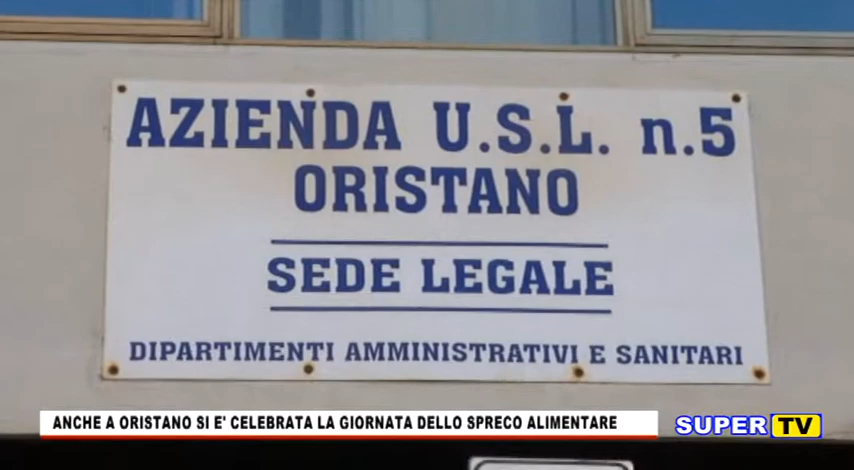 AZIENDA U.S.L. n.5
ORISTANO
SEDE LEGALE
DIPARTIMENTI AMMINISTRATIVI E SANITARI
ANCHE A ORISTANO SI E' CELEBRATA LA GIORNATA DELLO SPRECO ALIMENTARE
SUPER TV